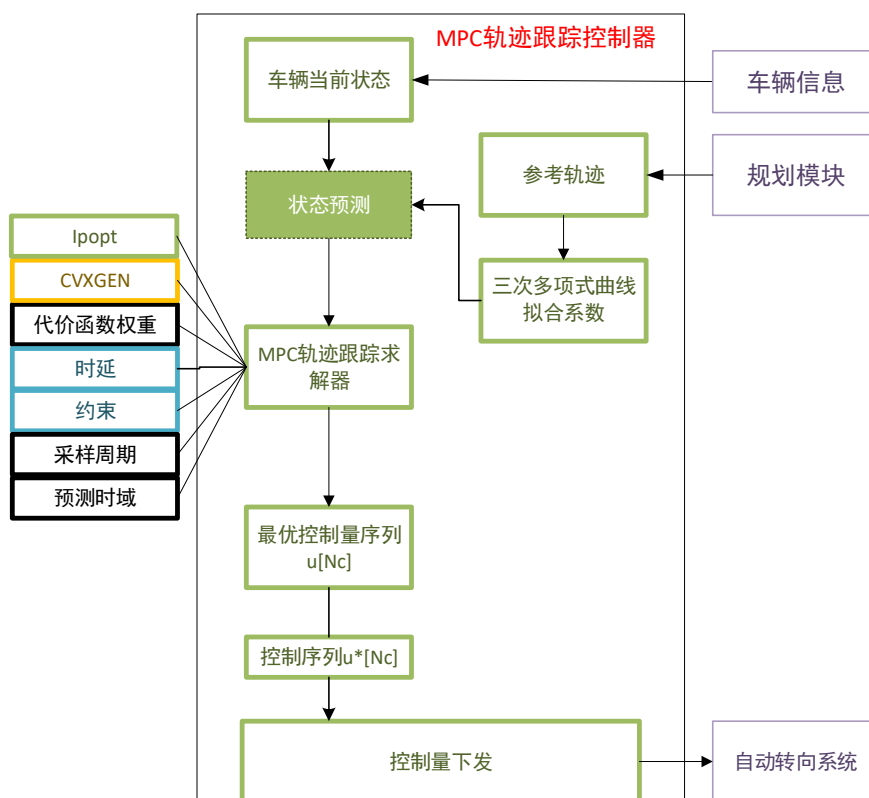 MPC轨迹跟踪控制器
车辆当前状态
车辆信息
规划模块
参考轨迹
状态预测
三次多项式曲线
拟合系数
Ipopt
CVXGEN
代价函数权重
时延
约束
采样周期
预测时域
MPC轨迹跟踪求
解器
最优控制量序列
u[Nc]
控制序列u*[Nc]
控制量下发
自动转向系统